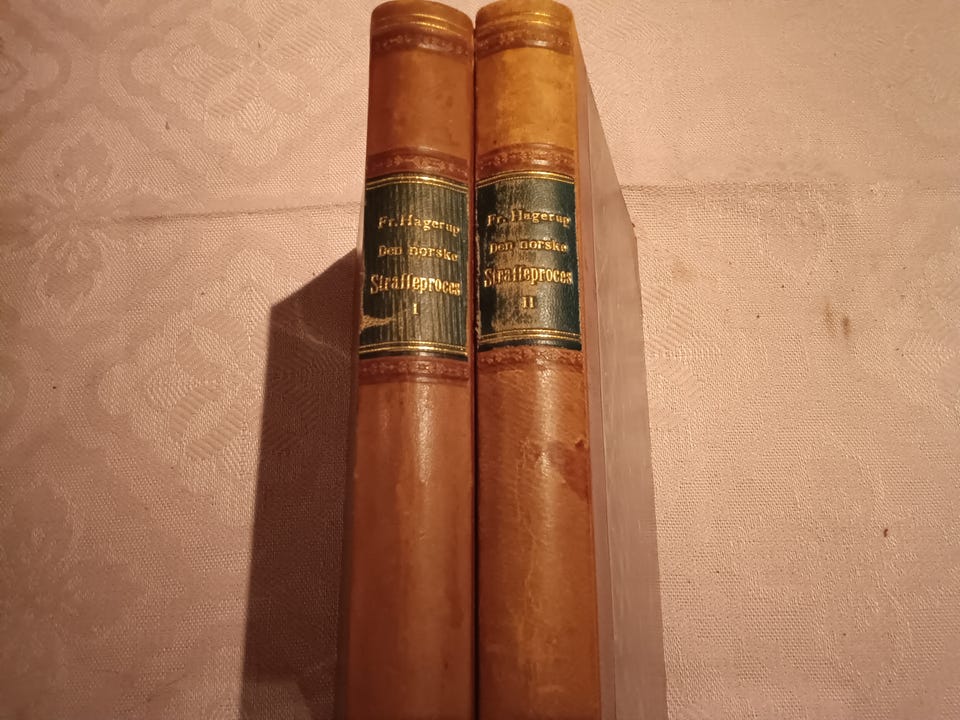 Fr. Hagerup
Den norske
Straffeproces
I
Fr. Hagerup
Den norske
Straffeproces
II